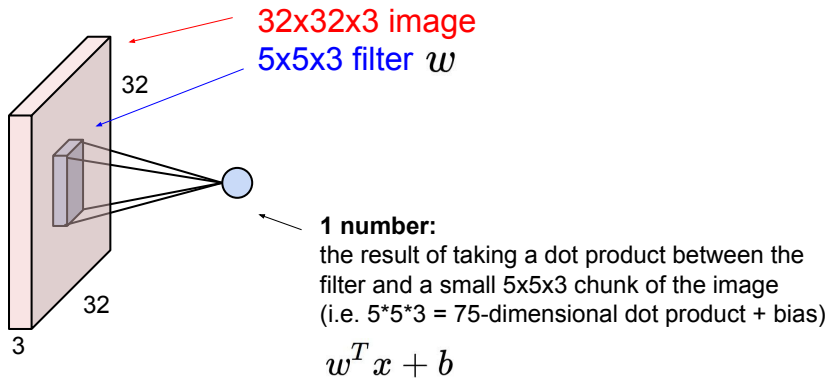 32x32x3 image
5x5x3 filter w
32
32
3
1 number:
the result of taking a dot product between the
filter and a small 5x5x3 chunk of the image
(i.e. 5*5*3 = 75-dimensional dot product + bias)
w^T x + b